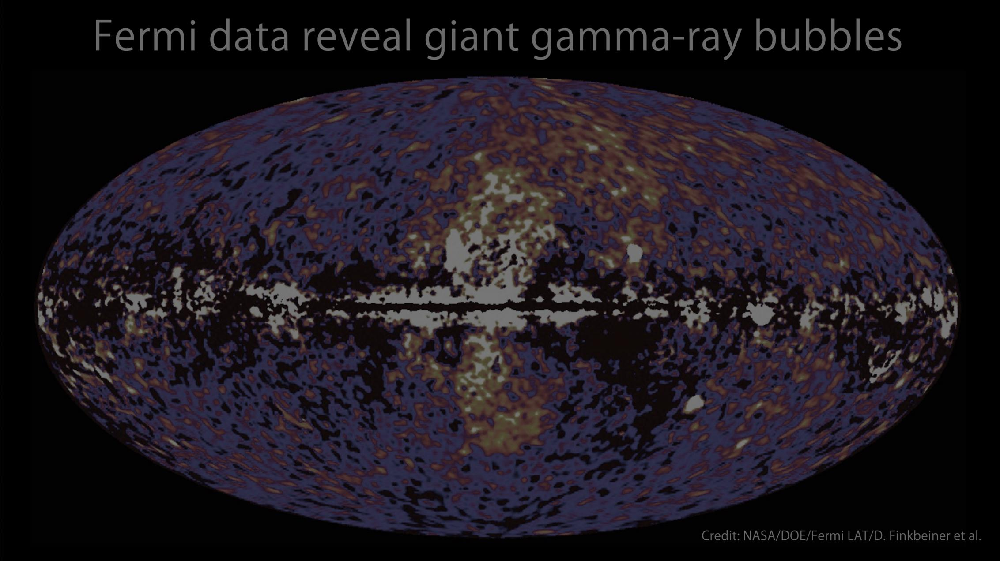 Fermi data reveal giant gamma-ray bubbles
Credit: NASA/DOE/Fermi LAT/D. Finkbeiner et al.